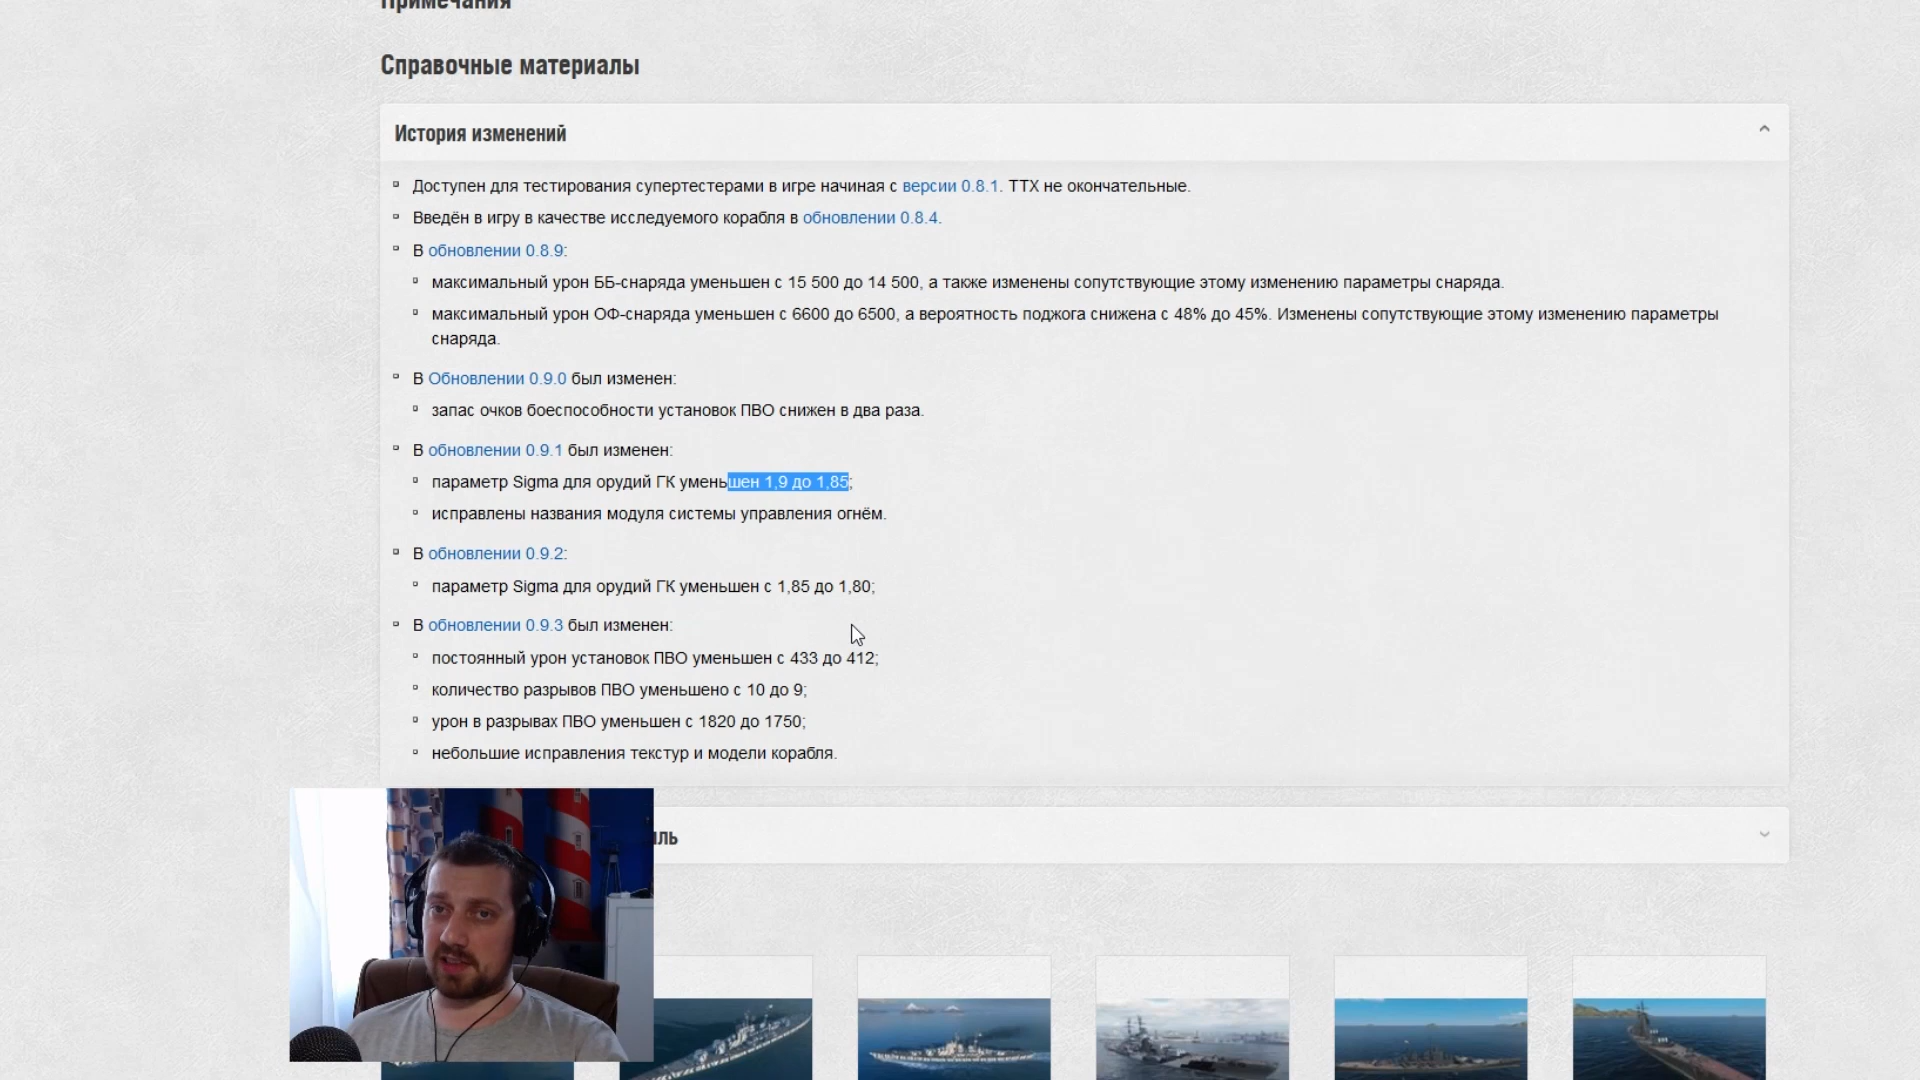 Примечания
Справочные материалы
История изменений
Доступен для тестирования супертестерами в игре начиная с версии 0.8.1. ТТХ не окончательные.
Введён в игру в качестве исследуемого корабля в обновлении 0.8.4.
В обновлении 0.8.9:
максимальный урон ББ-снаряда уменьшен с 15 500 до 14 500, а также изменены сопутствующие этому изменению параметры снаряда.
максимальный урон ОФ-снаряда уменьшен с 6600 до 6500, а вероятность поджога снижена с 48% до 45%. Изменены сопутствующие этому изменению параметры
снаряда.
В Обновлении 0.9.0 был изменен:
запас очков боеспособности установок ПВО снижен в два раза.
В обновлении 0.9.1 был изменен:
параметр Sigma для орудий ГК уменьшен 1,9 до 1,85;
исправлены названия модуля системы управления огнём.
В обновлении 0.9.2:
параметр Sigma для орудий ГК уменьшен с 1,85 до 1,80;
В обновлении 0.9.3 был изменен:
постоянный урон установок ПВО уменьшен с 433 до 412;
количество разрывов ПВО уменьшено с 10 до 9;
урон в разрывах ПВО уменьшен с 1820 до 1750;
небольшие исправления текстур и модели корабля.